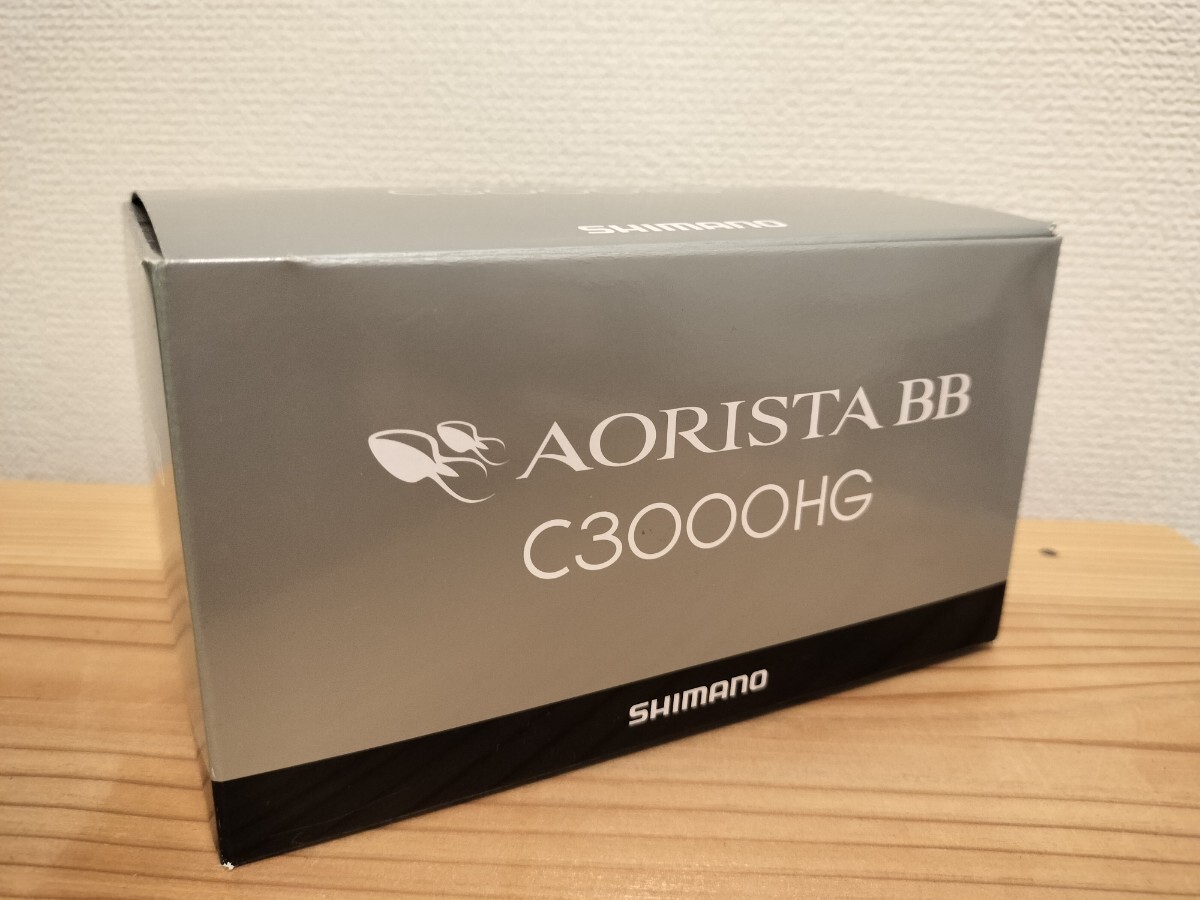 SHIMANO
AORISTA BB
C3000HG
SHIMANO